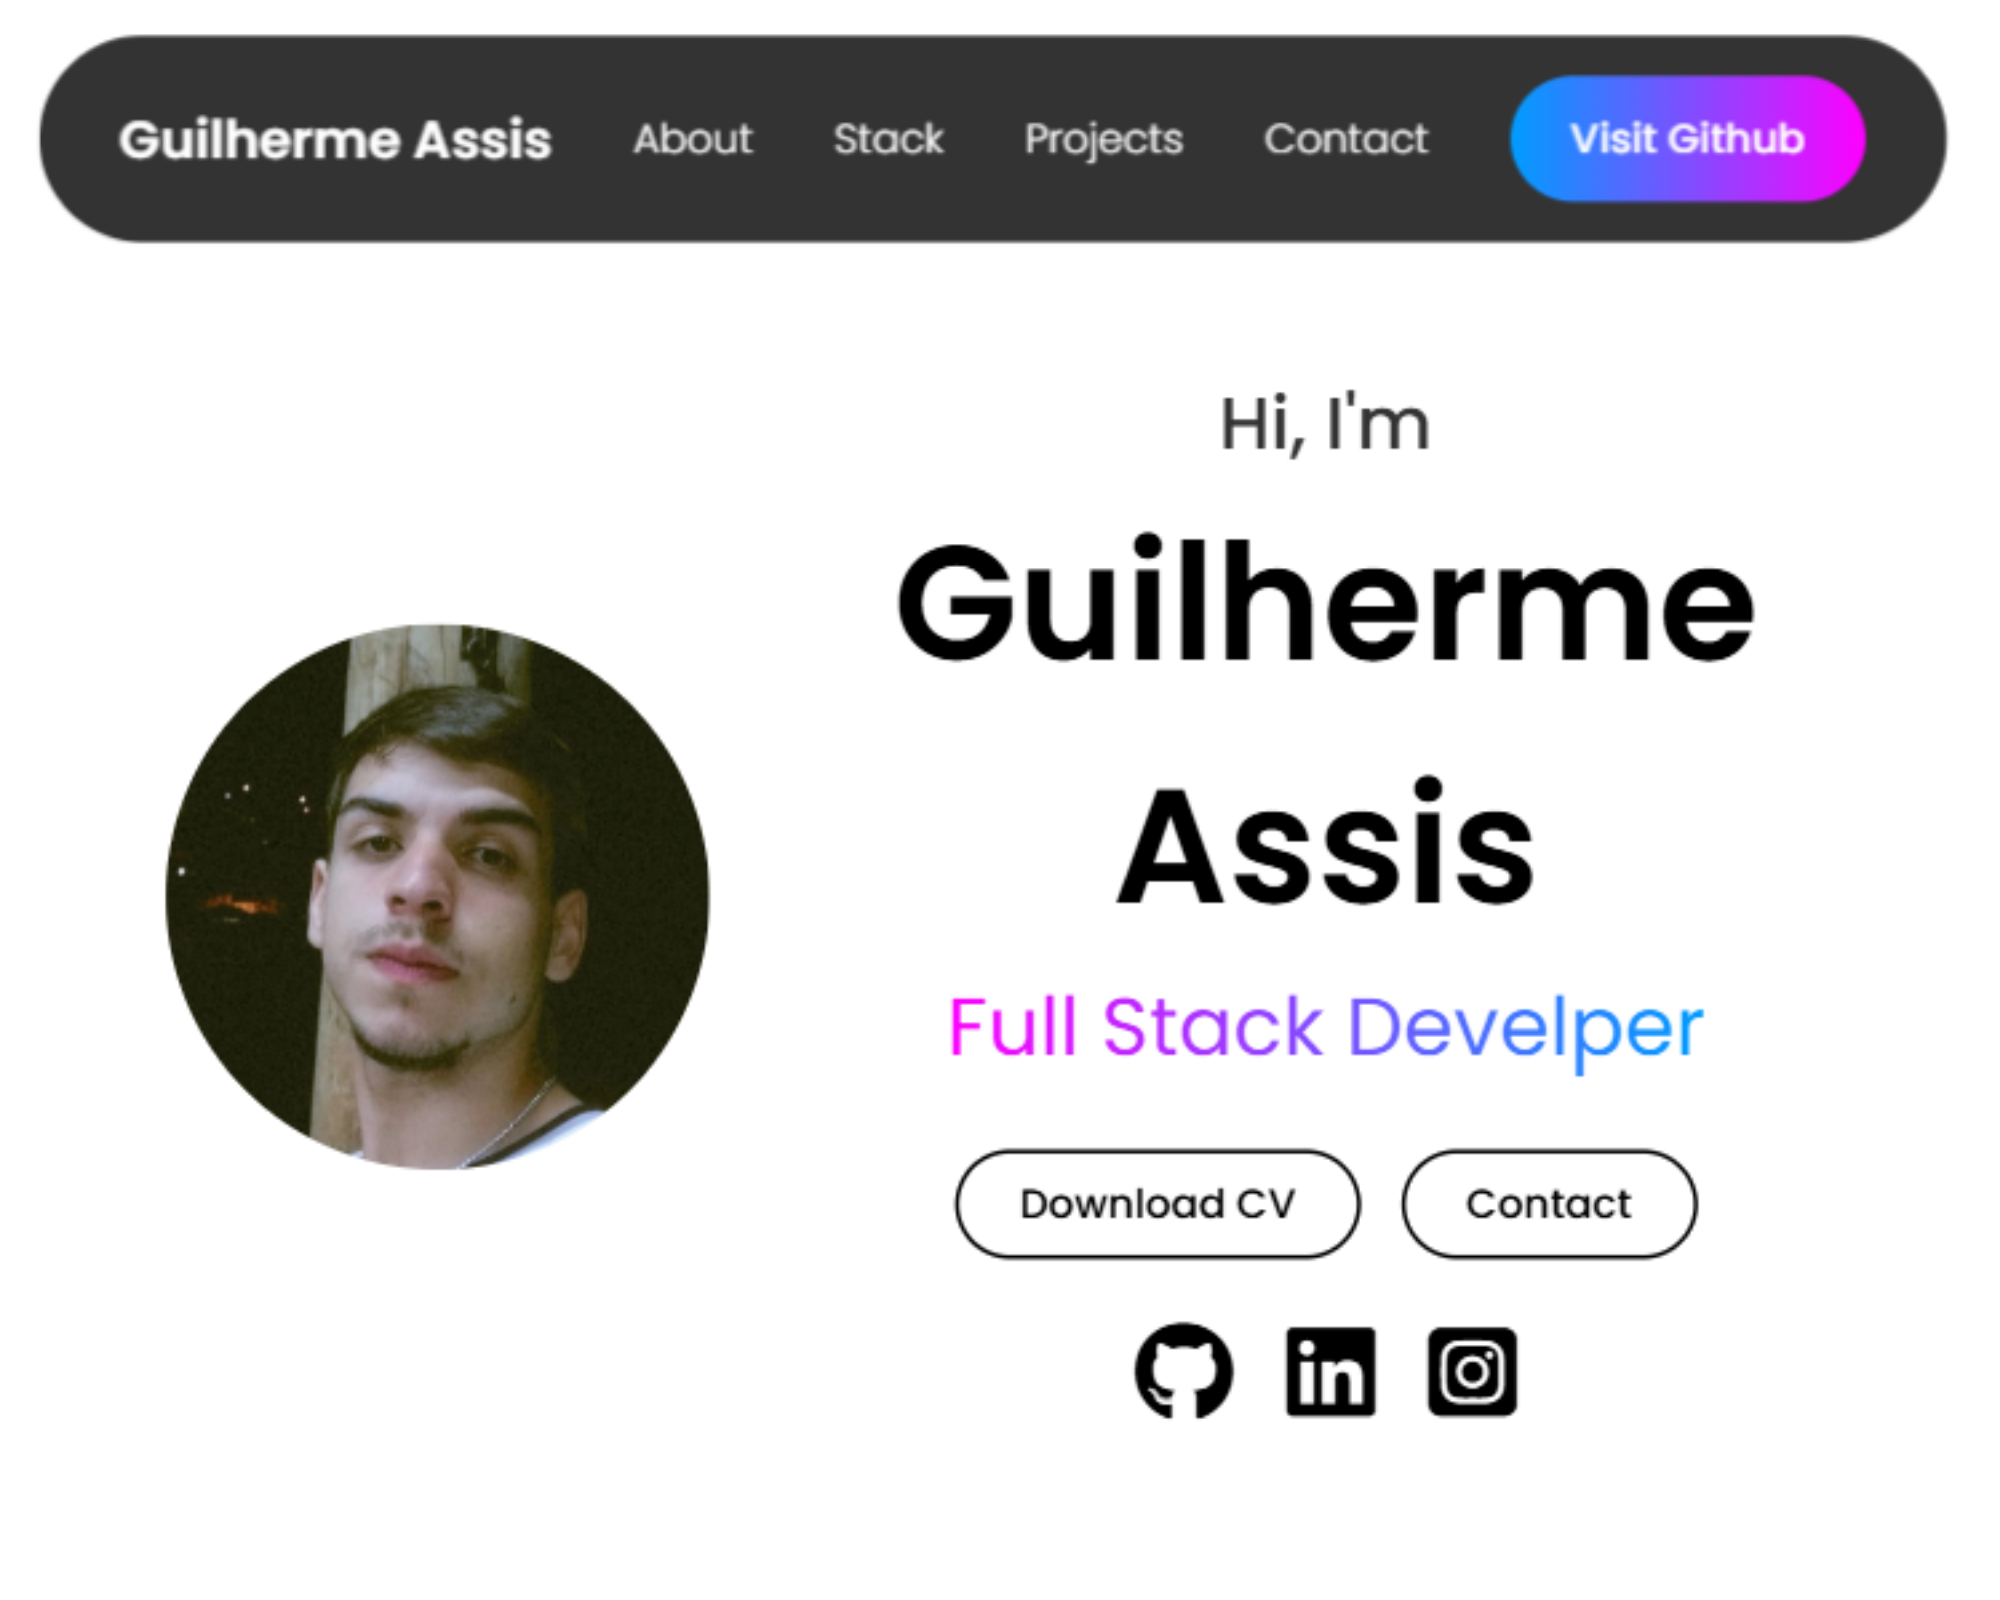 Guilherme Assis About Stack Projects Contact Visit Github
Hi, I'm
Guilherme
Assis
Full Stack Develper
Download CV Contact
in